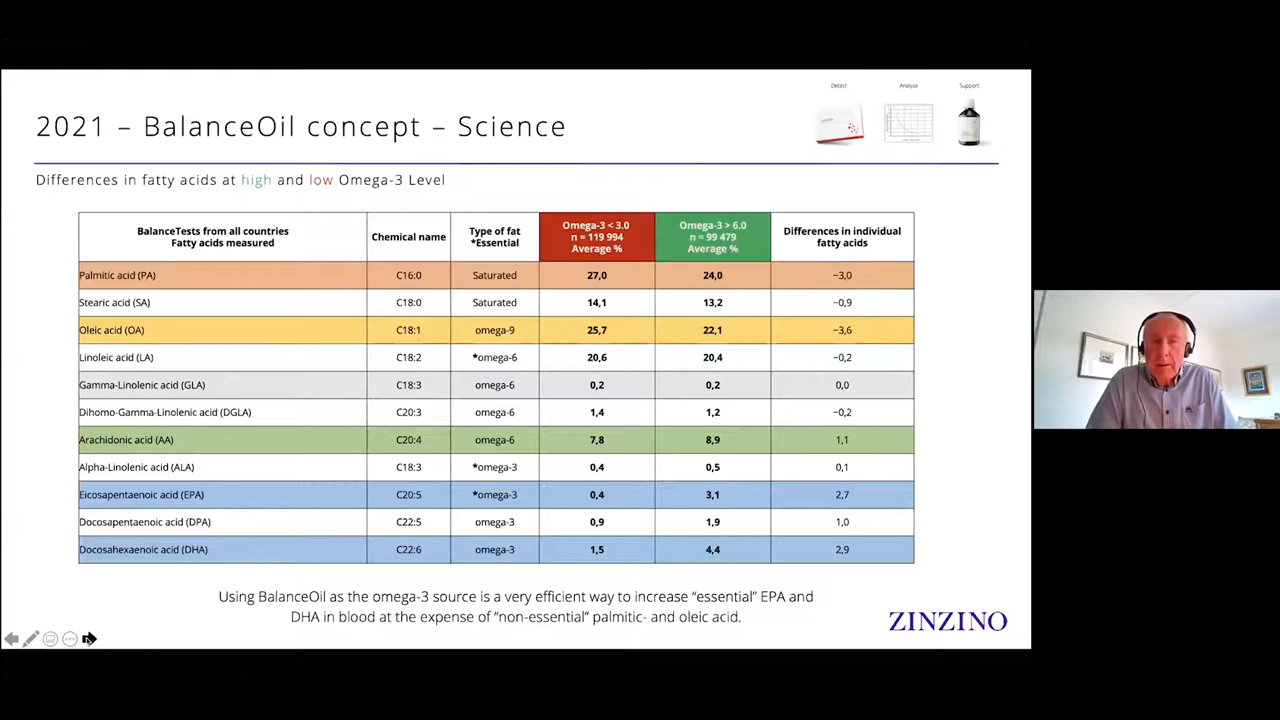 Detect Analyze Support
2021 – BalanceOil concept – Science
Differences in fatty acids at high and low Omega-3 Level
BalanceTests from all countries
Fatty acids measured
Chemical name
Type of fat
*Essential
Omega-3 < 3.0
n = 119 994
Average %
Omega-3 > 6.0
n = 99 479
Average %
Differences in individual
fatty acids
Palmitic acid (PA) C16:0 Saturated 27,0 24,0 −3,0
Stearic acid (SA) C18:0 Saturated 14,1 13,2 −0,9
Oleic acid (OA) C18:1 omega-9 25,7 22,1 −3,6
Linoleic acid (LA) C18:2 *omega-6 20,6 20,4 −0,2
Gamma-Linolenic acid (GLA) C18:3 omega-6 0,2 0,2 0,0
Dihomo-Gamma-Linolenic acid (DGLA) C20:3 omega-6 1,4 1,2 −0,2
Arachidonic acid (AA) C20:4 omega-6 7,8 8,9 1,1
Alpha-Linolenic acid (ALA) C18:3 *omega-3 0,4 0,5 0,1
Eicosapentaenoic acid (EPA) C20:5 *omega-3 0,4 3,1 2,7
Docosapentaenoic acid (DPA) C22:5 omega-3 0,9 1,9 1,0
Docosahexaenoic acid (DHA) C22:6 omega-3 1,5 4,4 2,9
Using BalanceOil as the omega-3 source is a very efficient way to increase “essential” EPA and
DHA in blood at the expense of “non-essential” palmitic- and oleic acid.
ZINZINO